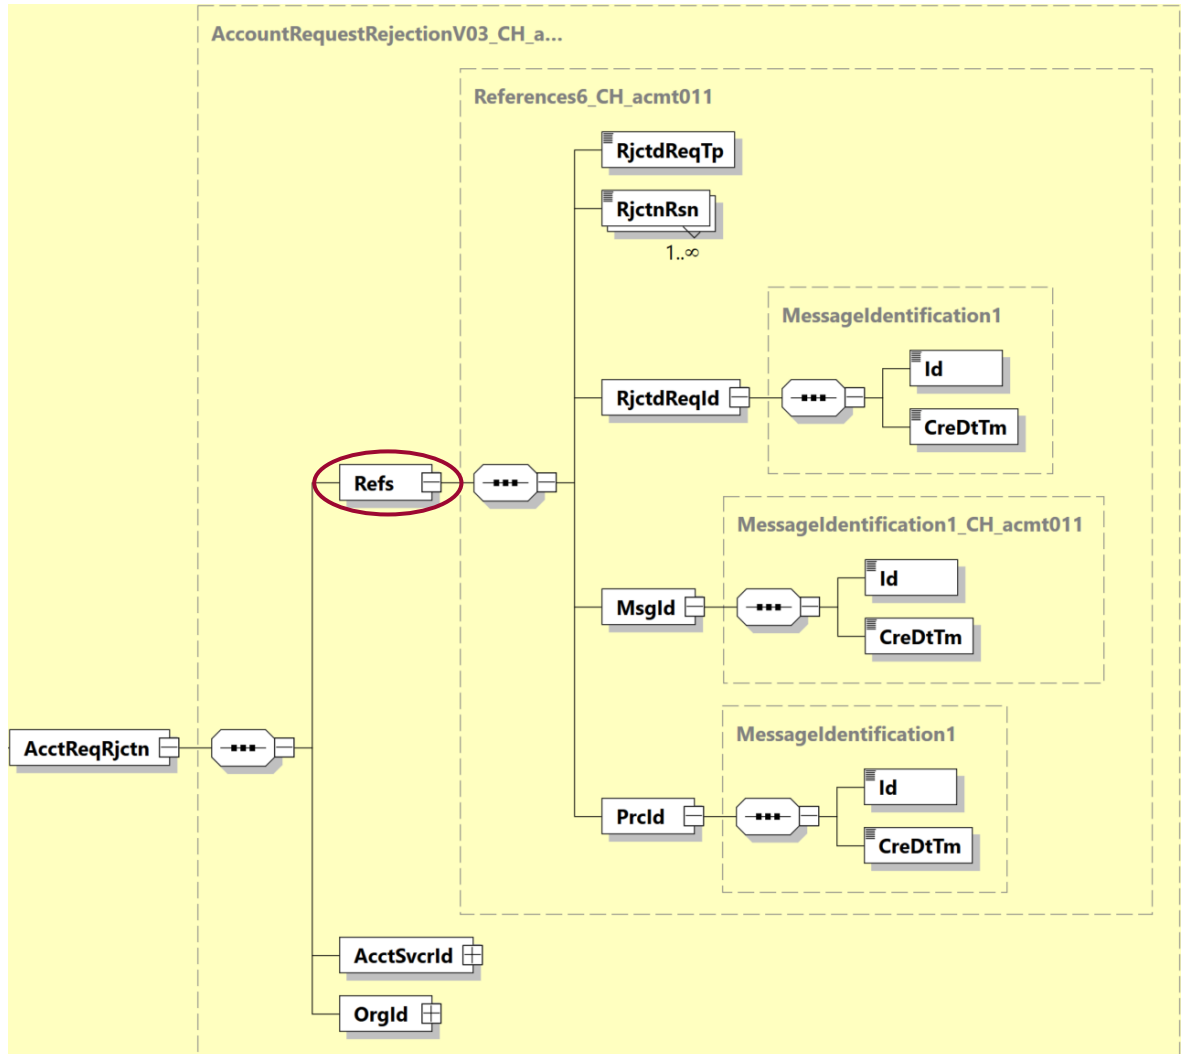 AccountRequestRejectionV03_CH_a...
References6_CH_acmt011
RjctdReqTp
RjctnRsn
1..∞
MessageIdentification1
Id
RjctdReqId
CreDtTm
Refs
MessageIdentification1_CH_acmt011
Id
MsgId
CreDtTm
MessageIdentification1
AcctReqRjctn
Id
PrcId
CreDtTm
AcctSvcrId
OrgId